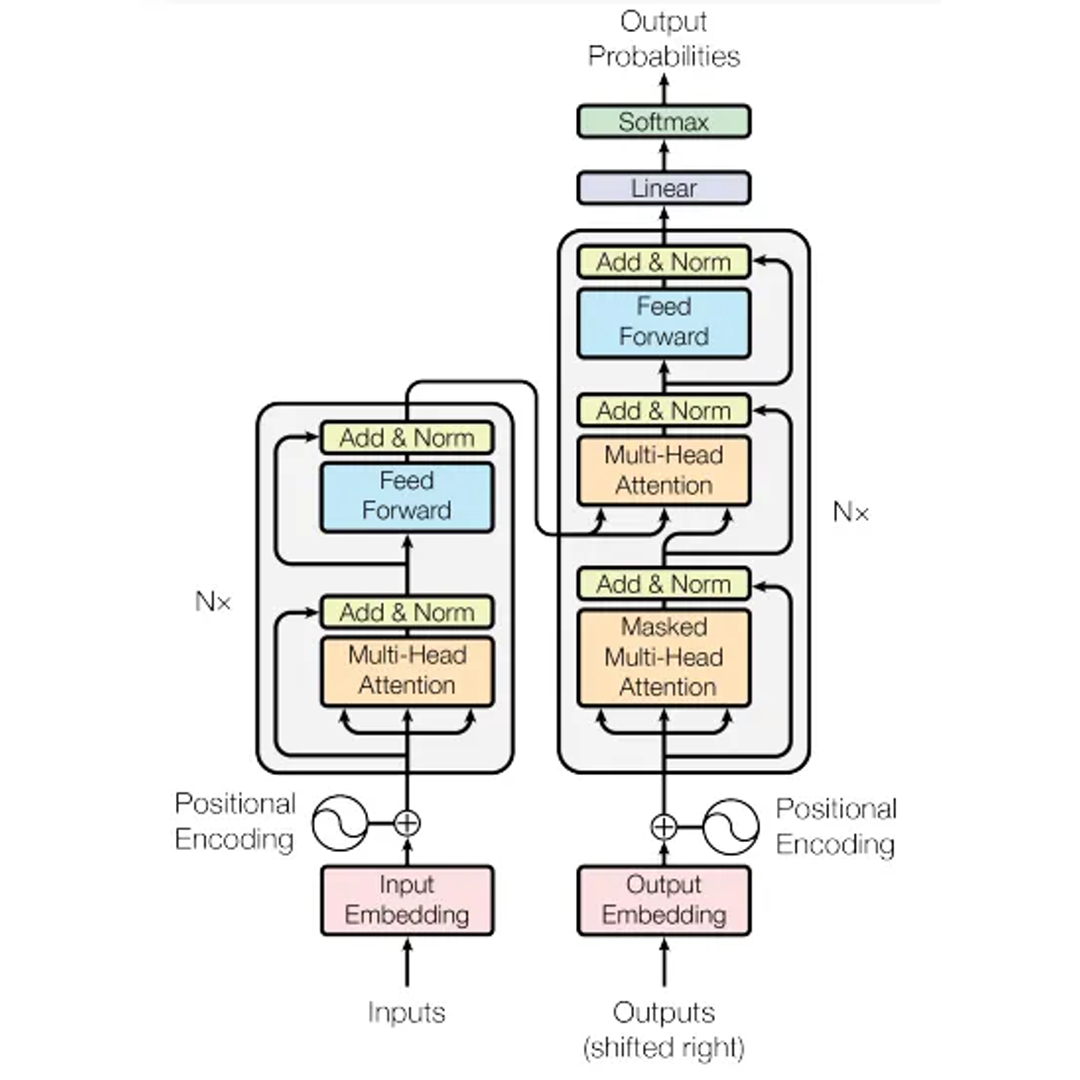 Output
Probabilities
Softmax
Linear
Add & Norm
Feed
Forward
Add & Norm
Multi-Head
Attention
Add & Norm
Masked
Multi-Head
Attention
Nx
Add & Norm
Feed
Forward
Add & Norm
Multi-Head
Attention
Nx
Positional
Encoding
Positional
Encoding
Input
Embedding
Output
Embedding
Inputs
Outputs
(shifted right)